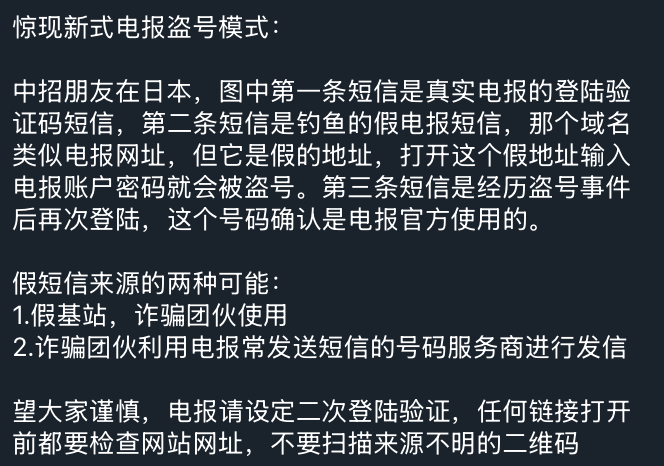 惊现新式电报盗号模式：
中招朋友在日本，图中第一条短信是真实电报的登陆验
证码短信，第二条短信是钓鱼的假电报短信，那个域名
类似电报网址，但它是假的地址，打开这个假地址输入
电报账户密码就会被盗号。第三条短信是经历盗号事件
后再次登陆，这个号码确认是电报官方使用的。
假短信来源的两种可能：
1.假基站，诈骗团伙使用
2.诈骗团伙利用电报常发送短信的号码服务商进行发信
望大家谨慎，电报请设定二次登陆验证，任何链接打开
前都要检查网站网址，不要扫描来源不明的二维码